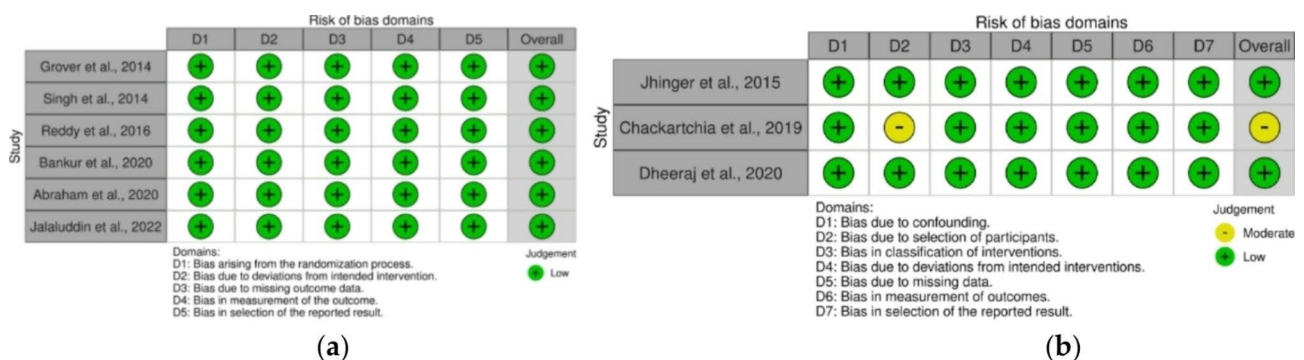 Risk of bias domains
D1 D2 D3 D4 D5 Overall
Study
Grover et al., 2014 + + + + + +
Singh et al., 2014 + + + + + +
Reddy et al., 2016 + + + + + +
Bankur et al., 2020 + + + + + +
Abraham et al., 2020 + + + + + +
Jalaluddin et al., 2022 + + + + + +
Domains:
D1: Bias arising from the randomization process.
D2: Bias due to deviations from intended intervention.
D3: Bias due to missing outcome data.
D4: Bias in measurement of the outcome.
D5: Bias in selection of the reported result.
Judgement
+ Low
(a)
Risk of bias domains
D1 D2 D3 D4 D5 D6 D7 Overall
Study
Jhinger et al., 2015 + + + + + + + +
Chackartchia et al., 2019 + - + + + + + -
Dheeraj et al., 2020 + + + + + + + +
Domains:
D1: Bias due to confounding.
D2: Bias due to selection of participants.
D3: Bias in classification of interventions.
D4: Bias due to deviations from intended interventions.
D5: Bias due to missing data.
D6: Bias in measurement of outcomes.
D7: Bias in selection of the reported result.
Judgement
- Moderate
+ Low
(b)